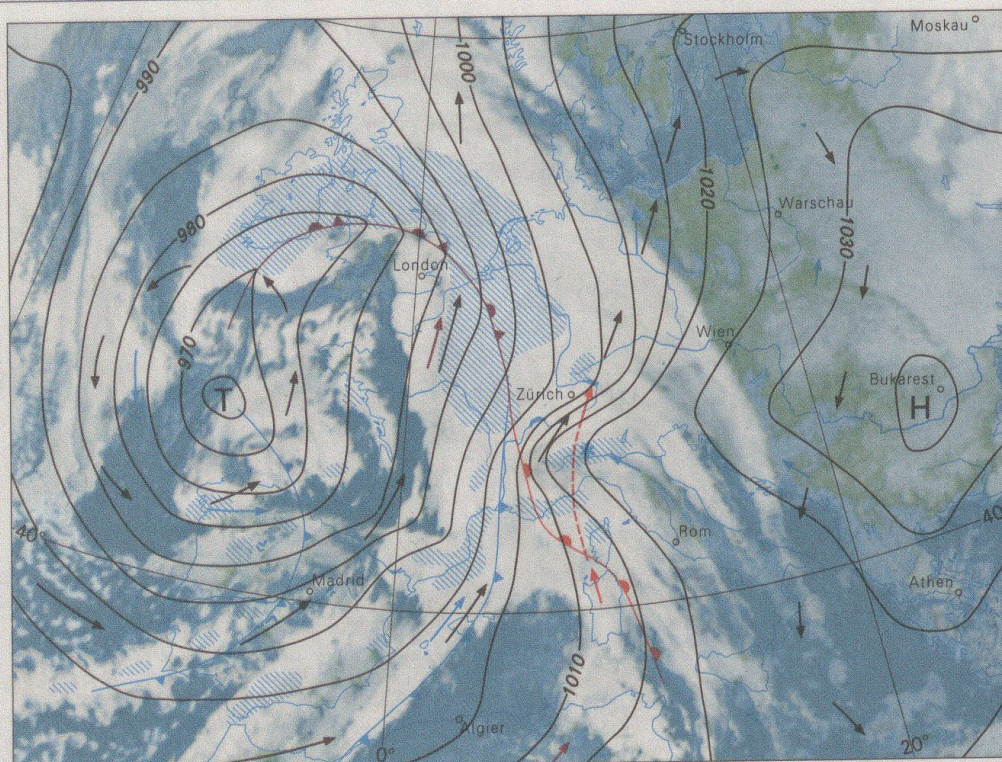 Moskau
Stockholm
990
1000
1020
Warschau
980
1030
London
Wien
970
Bukarest
T
Zürich
H
40°
Rom
40
Madrid
Athen
1010
Algier
0°
20°